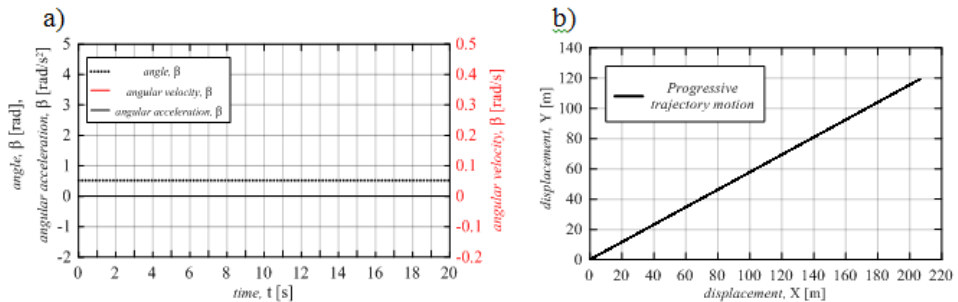 a)
angle, β [rad],
angular acceleration, β [rad/s²]
5
4
3
2
1
0
-1
-2
angle, β
angular velocity, β
angular acceleration, β
0.5
0.4
0.3
0.2
0.1
0
-0.1
-0.2
angular velocity, β [rad/s]
0 2 4 6 8 10 12 14 16 18 20
time, t [s]
b)
displacement, Y [m]
140
120
100
80
60
40
20
0
Progressive
trajectory motion
0 20 40 60 80 100 120 140 160 180 200 220
displacement, X [m]